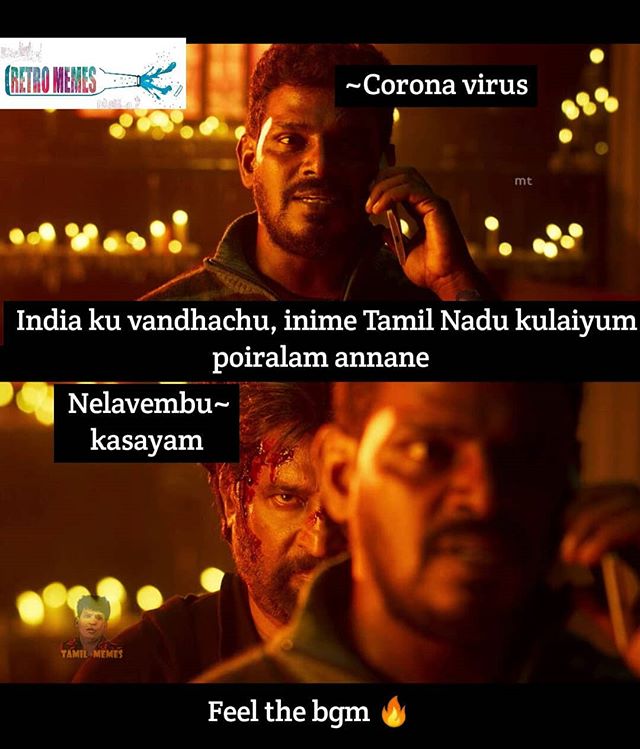 RETRO MEMES
~Corona virus
mt
India ku vandhachu, inime Tamil Nadu kulaiyum
poiralam annane
Nelavembu~
kasayam
TAMIL MEMES
Feel the bgm 🔥